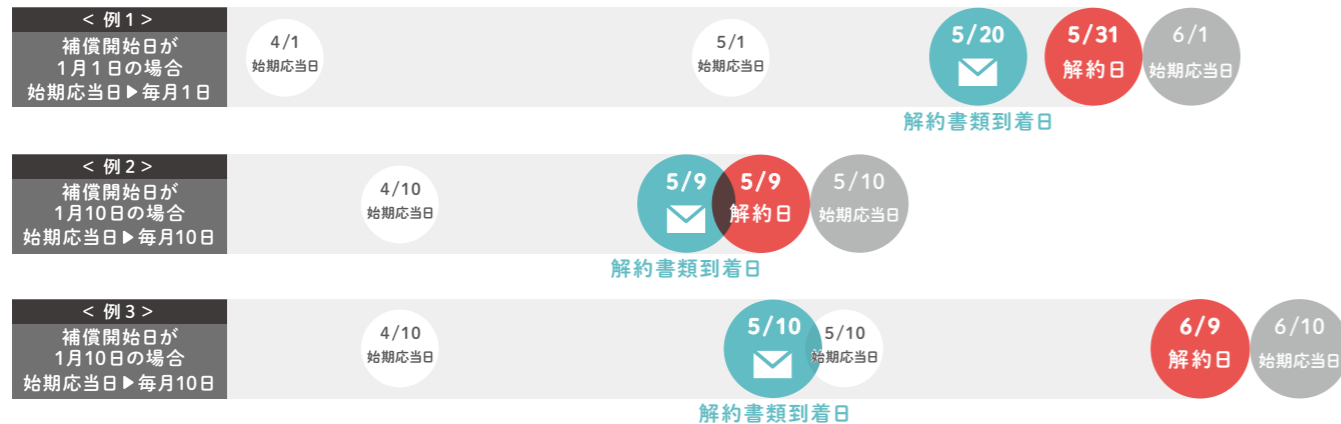 ＜ 例1 ＞
補償開始日が
1月1日の場合
始期応当日▶毎月1日
4/1
始期応当日
5/1
始期応当日
5/20
解約書類到着日
5/31
解約日
6/1
始期応当日
＜ 例2 ＞
補償開始日が
1月10日の場合
始期応当日▶毎月10日
4/10
始期応当日
5/9
解約書類到着日
5/9
解約日
5/10
始期応当日
＜ 例3 ＞
補償開始日が
1月10日の場合
始期応当日▶毎月10日
4/10
始期応当日
5/10
解約書類到着日
5/10
始期応当日
6/9
解約日
6/10
始期応当日